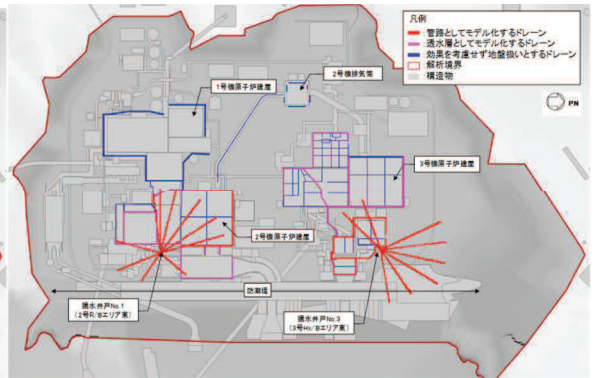 凡例
：管路としてモデル化するドレーン
：透水層としてモデル化するドレーン
：効果を考慮せず地盤扱いとするドレーン
：解析境界
：構造物
PN
2号機排気筒
1号機原子炉建屋
3号機原子炉建屋
2号機原子炉建屋
防潮堤
揚水井戸No.1
（2号R/Bエリア東）
揚水井戸No.3
（3号Hx/Bエリア東）